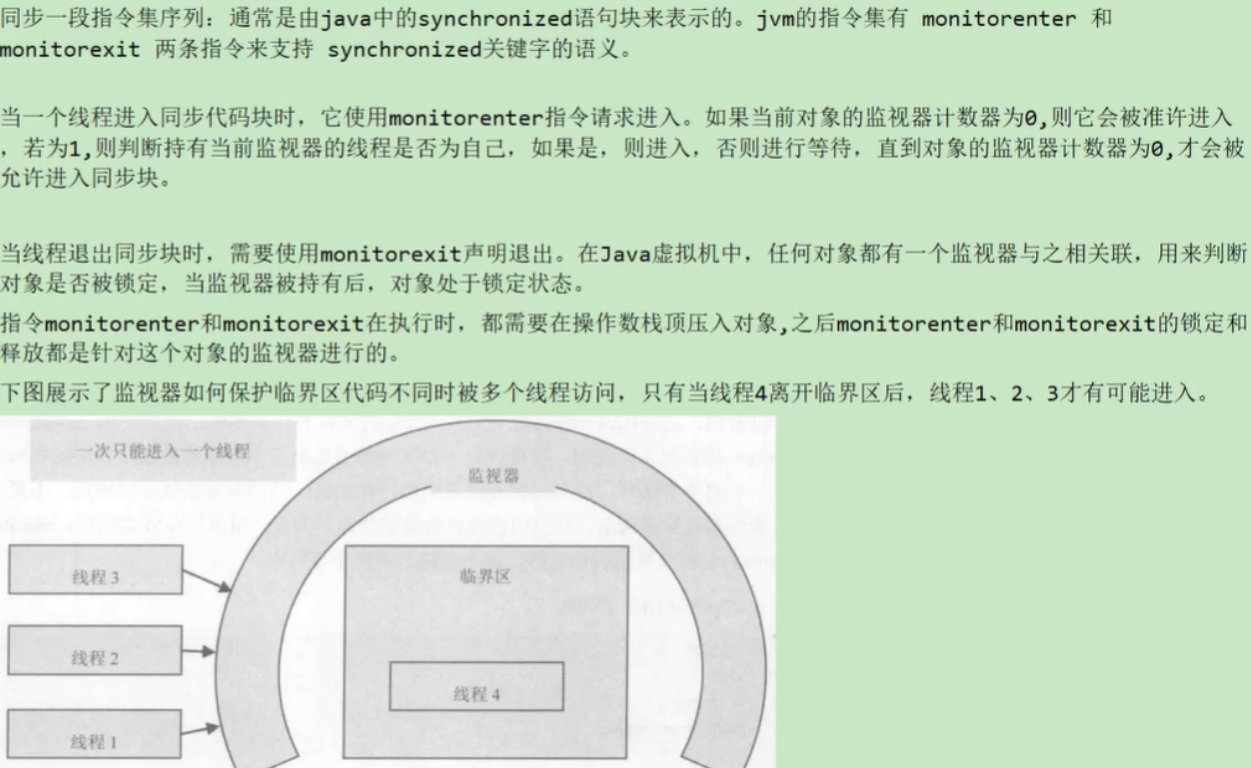 同步一段指令集序列：通常是由java中的synchronized语句块来表示的。jvm的指令集有 monitorenter 和
monitorexit 两条指令来支持 synchronized关键字的语义。
当一个线程进入同步代码块时，它使用monitorenter指令请求进入。如果当前对象的监视器计数器为0,则它会被准许进入
，若为1,则判断持有当前监视器的线程是否为自己，如果是，则进入，否则进行等待，直到对象的监视器计数器为0,才会被
允许进入同步块。
当线程退出同步块时，需要使用monitorexit声明退出。在Java虚拟机中，任何对象都有一个监视器与之相关联，用来判断
对象是否被锁定，当监视器被持有后，对象处于锁定状态。
指令monitorenter和monitorexit在执行时，都需要在操作数栈顶压入对象,之后monitorenter和monitorexit的锁定和
释放都是针对这个对象的监视器进行的。
下图展示了监视器如何保护临界区代码不同时被多个线程访问，只有当线程4离开临界区后，线程1、2、3才有可能进入。
一次只能进入一个线程
监视器
线程 3
临界区
线程 2
线程 4
线程 1